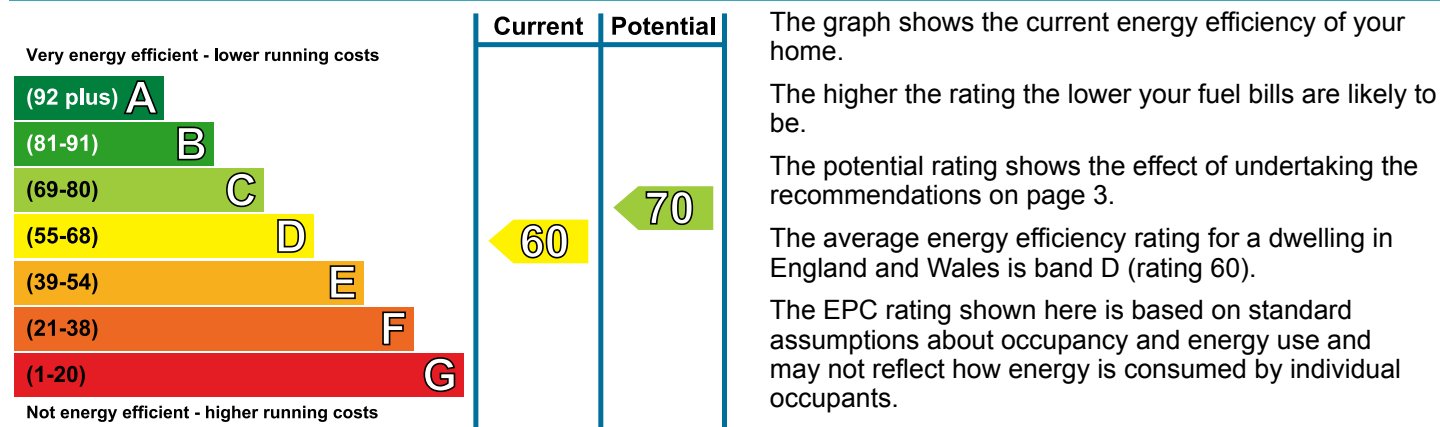 Current Potential
Very energy efficient - lower running costs
(92 plus) A
(81-91) B
(69-80) C
(55-68) D
(39-54) E
(21-38) F
(1-20) G
Not energy efficient - higher running costs
60
70
The graph shows the current energy efficiency of your
home.
The higher the rating the lower your fuel bills are likely to
be.
The potential rating shows the effect of undertaking the
recommendations on page 3.
The average energy efficiency rating for a dwelling in
England and Wales is band D (rating 60).
The EPC rating shown here is based on standard
assumptions about occupancy and energy use and
may not reflect how energy is consumed by individual
occupants.